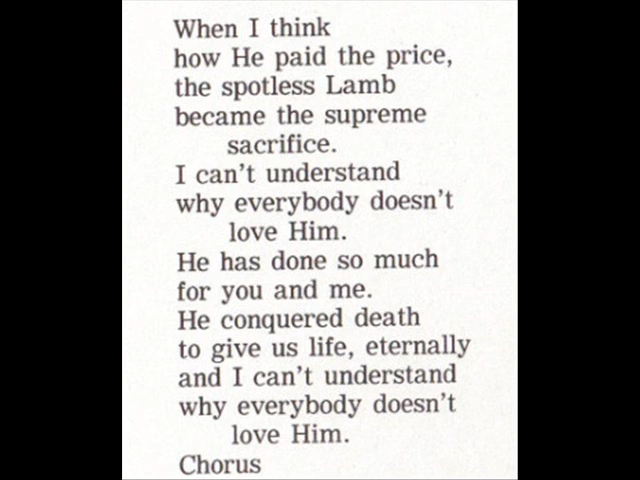 When I think
how He paid the price,
the spotless Lamb
became the supreme
sacrifice.
I can't understand
why everybody doesn't
love Him.
He has done so much
for you and me.
He conquered death
to give us life, eternally
and I can't understand
why everybody doesn't
love Him.
Chorus